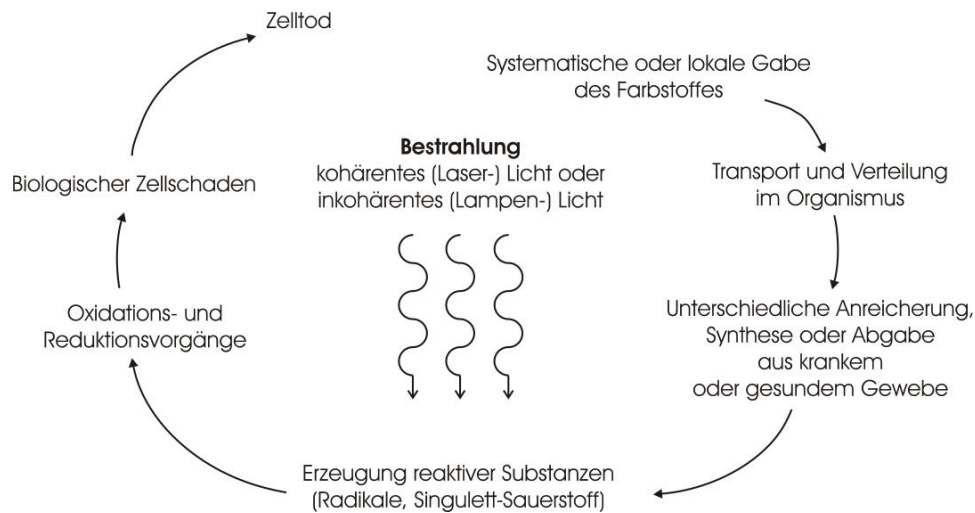 Zelltod
Systematische oder lokale Gabe
des Farbstoffes
Bestrahlung
kohärentes (Laser-) Licht oder
inkohärentes (Lampen-) Licht
Biologischer Zellschaden
Transport und Verteilung
im Organismus
Oxidations- und
Reduktionsvorgänge
Unterschiedliche Anreicherung,
Synthese oder Abgabe
aus krankem
oder gesundem Gewebe
Erzeugung reaktiver Substanzen
(Radikale, Singulett-Sauerstoff)